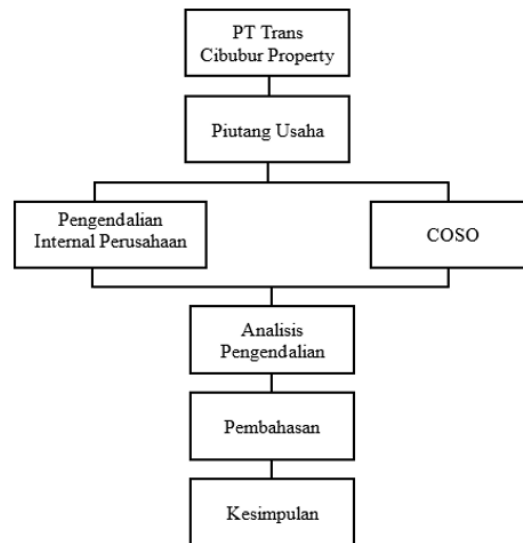 PT Trans
Cibubur Property
Piutang Usaha
Pengendalian
Internal Perusahaan
COSO
Analisis
Pengendalian
Pembahasan
Kesimpulan